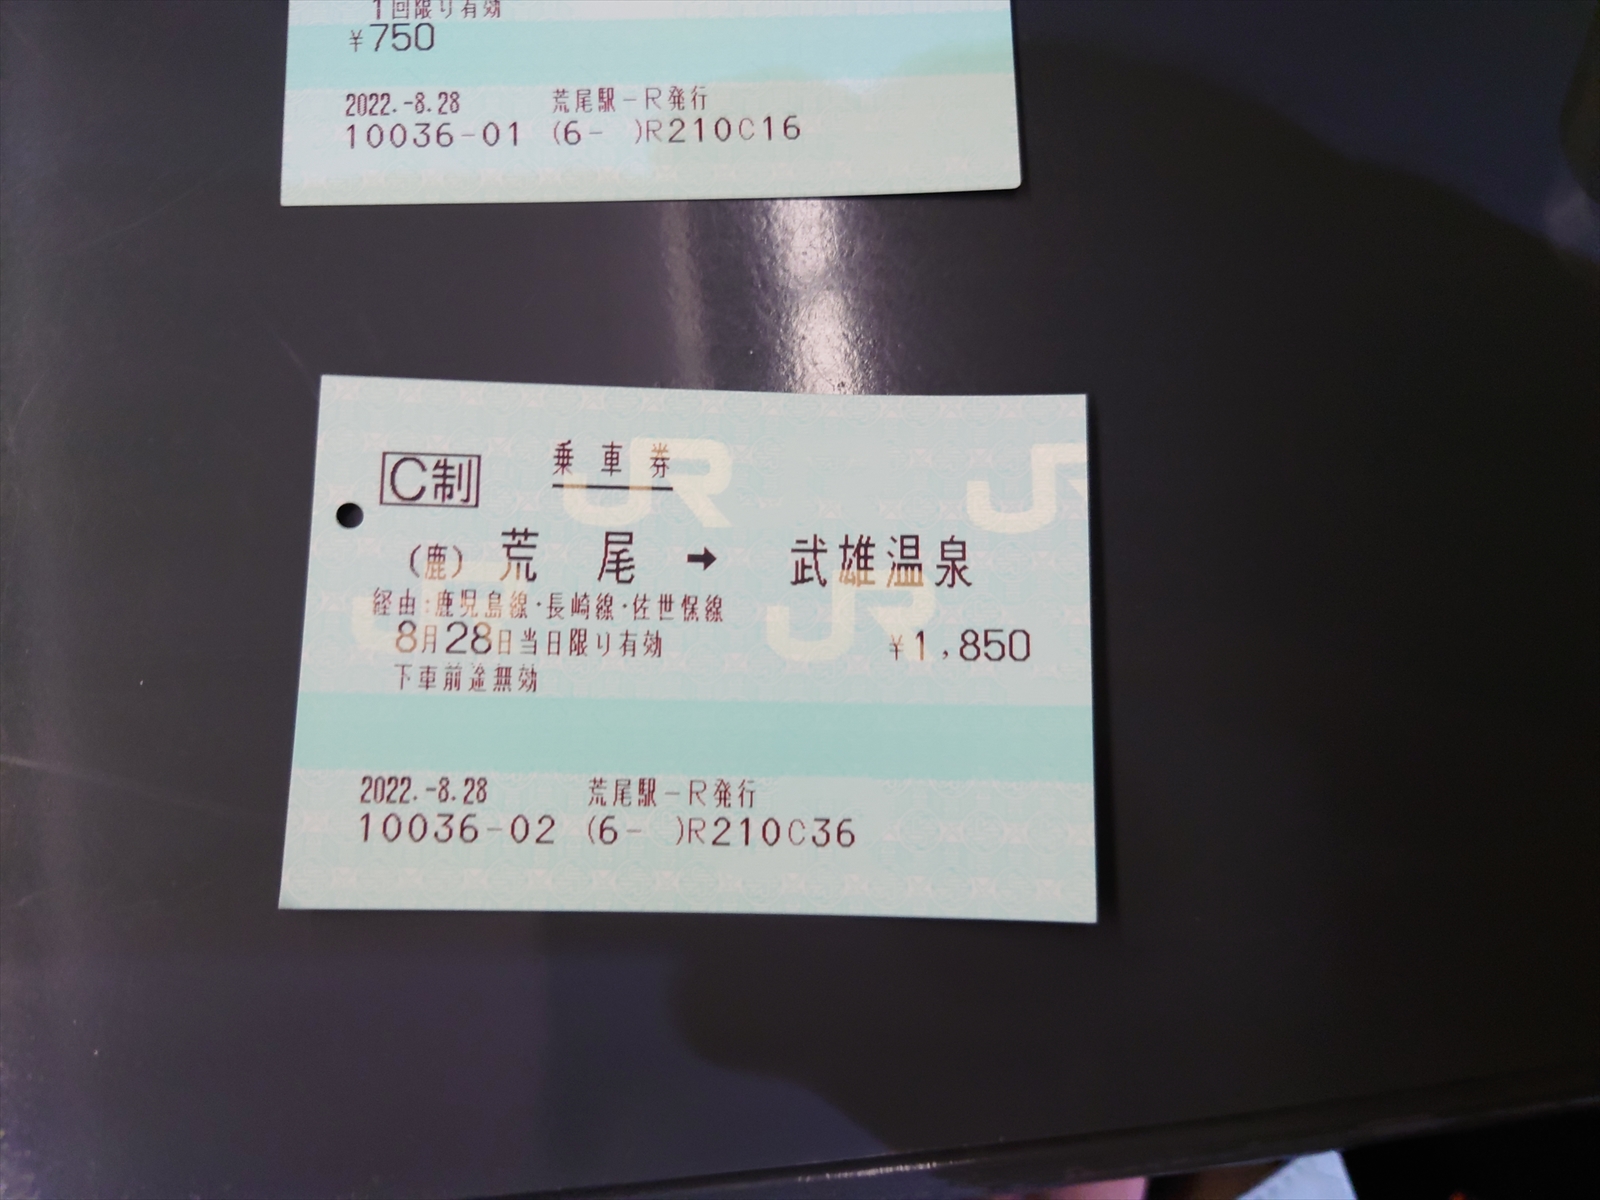 1回限り有効
¥750
2022.-8.28 荒尾駅-R発行
10036-01 (6- )R210C16
C制 乗車券
(鹿)荒 尾 ➡ 武雄温泉
経由:鹿児島線・長崎線・佐世保線
8月28日当日限り有効 ¥1,850
下車前途無効
2022.-8.28 荒尾駅-R発行
10036-02 (6- )R210C36
JR
JR
JR